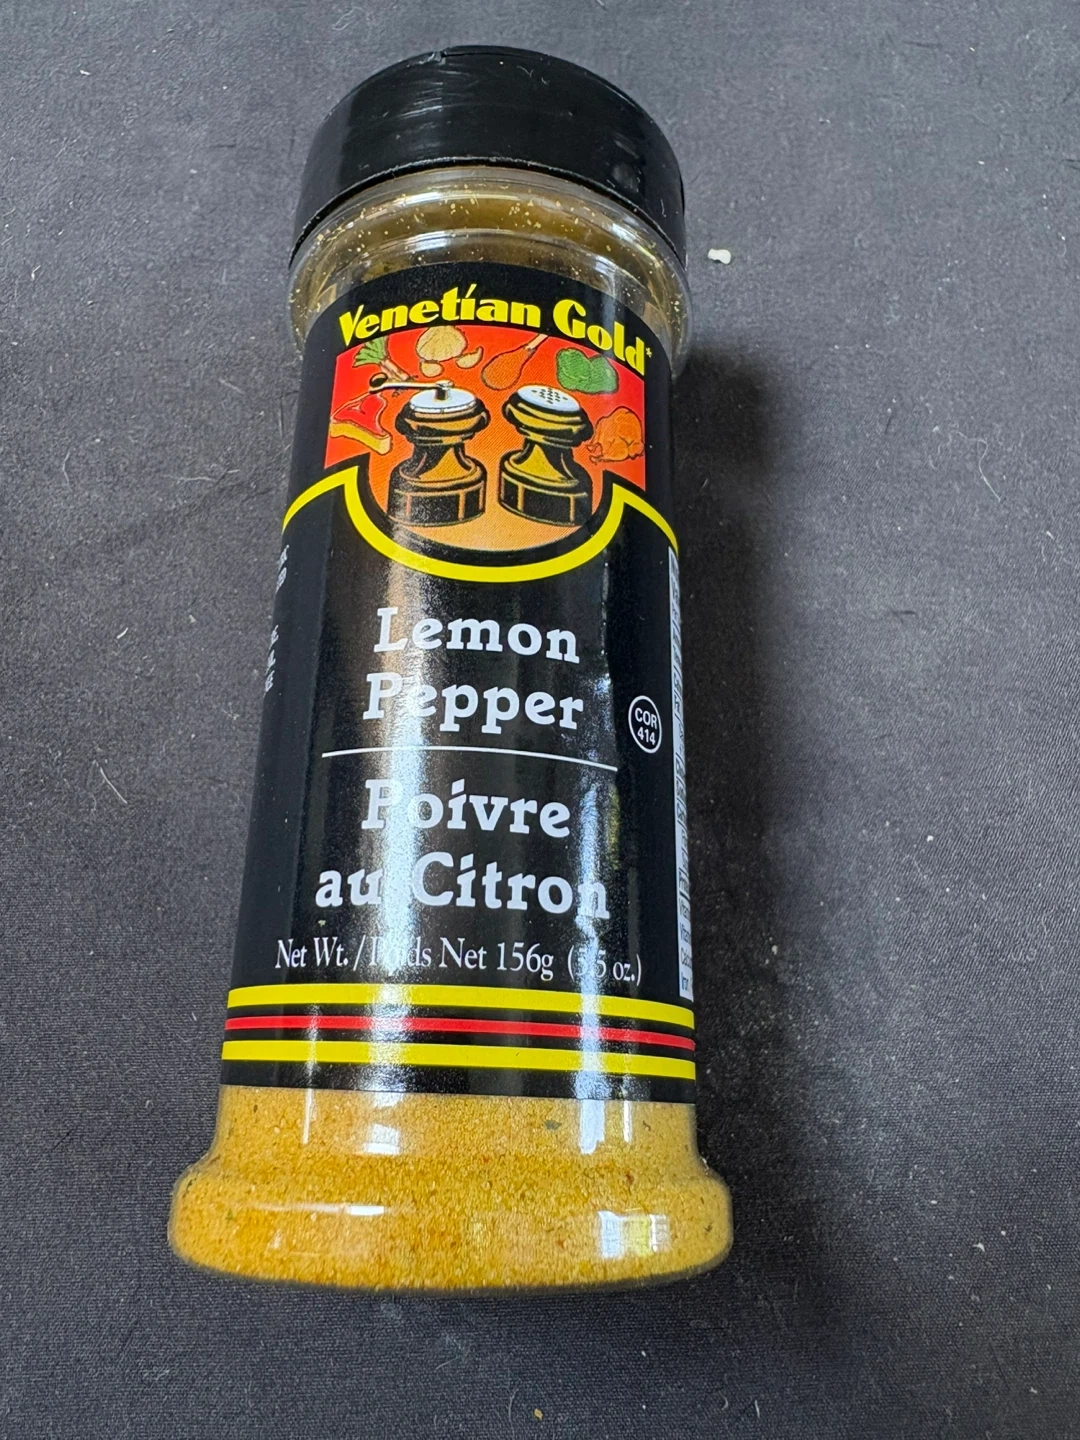 Venetian Gold*
Lemon
Pepper
COR
414
Poivre
au Citron
Net Wt./Poids Net 156g (5.5 oz.)